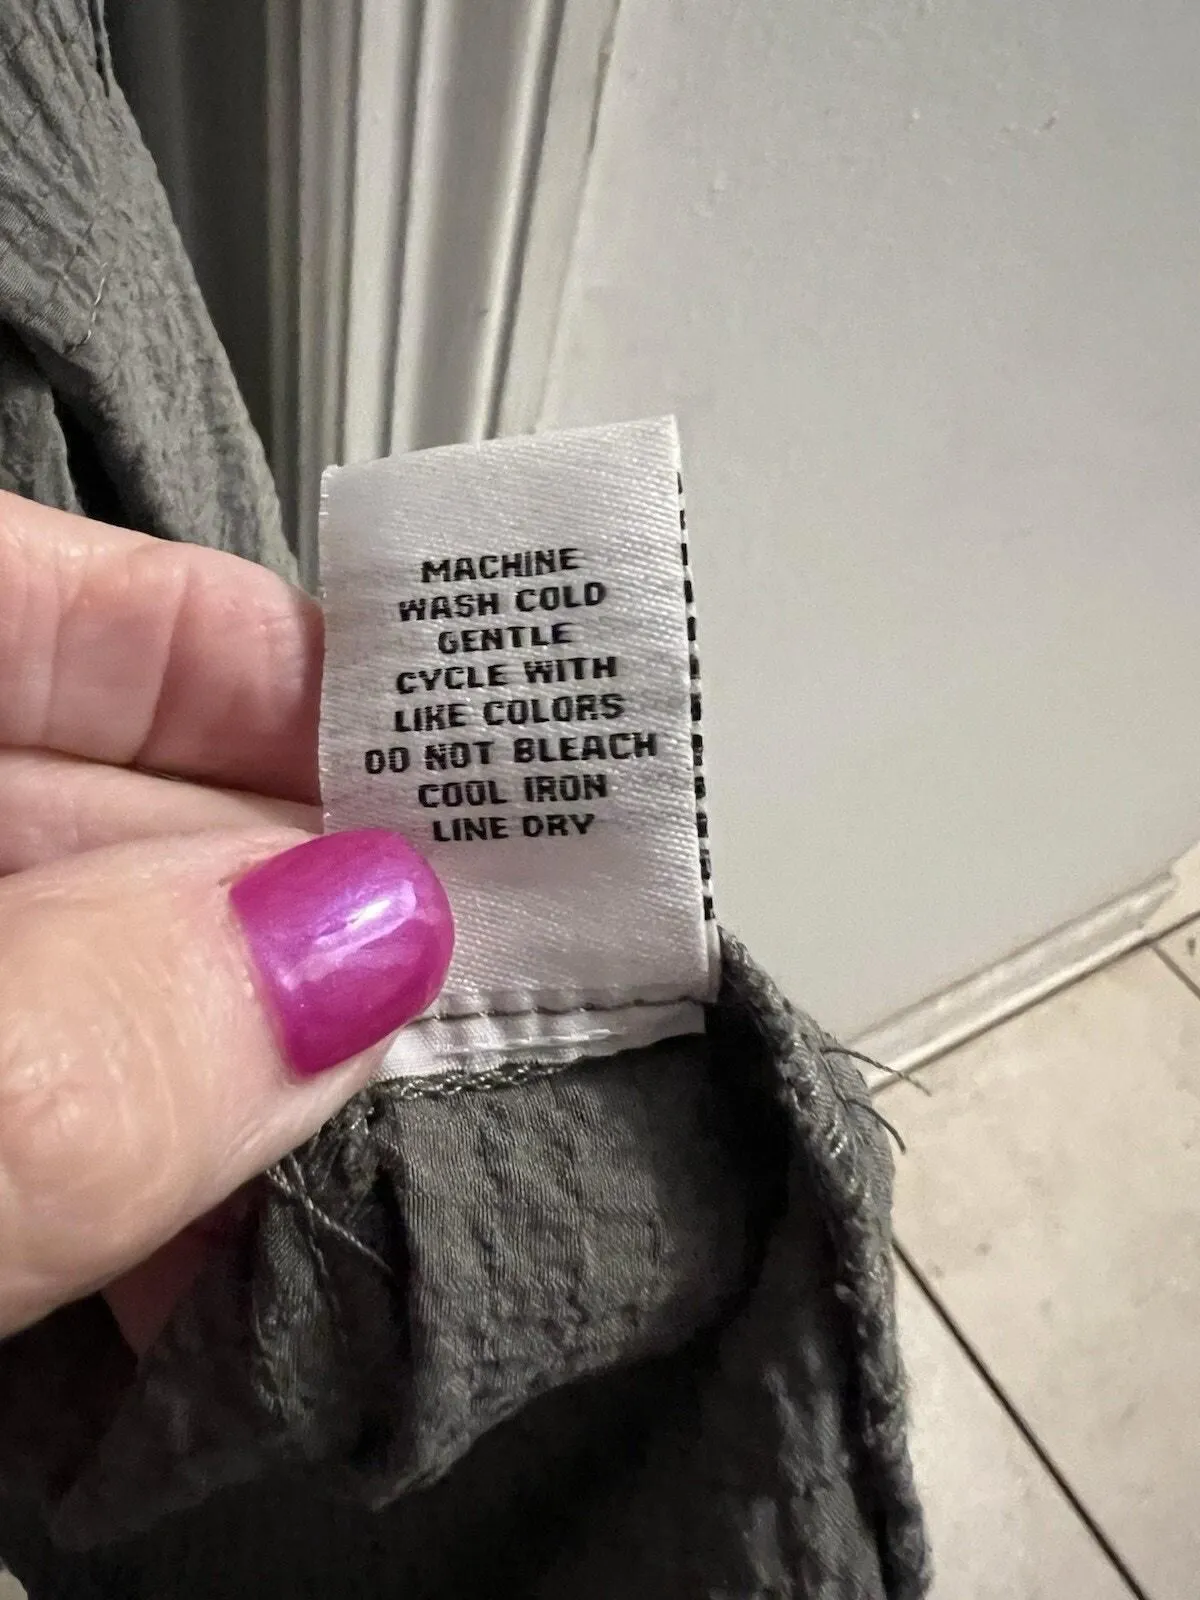 MACHINE
WASH COLD
GENTLE
CYCLE WITH
LIKE COLORS
DO NOT BLEACH
COOL IRON
LINE DRY